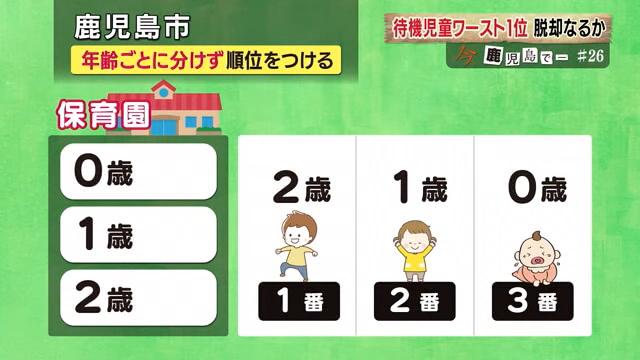 鹿児島市
年齢ごとに分けず順位をつける
待機児童ワースト1位 脱却なるか
今鹿児島でー #26
保育園
0歳
1歳
2歳
2歳
1歳
0歳
1番
2番
3番